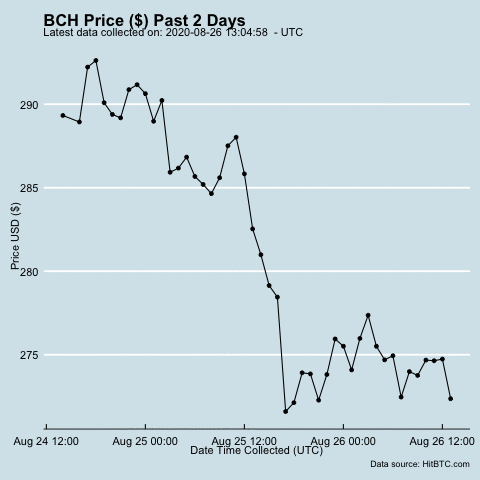 BCH Price ($) Past 2 Days
Latest data collected on: 2020-08-26 13:04:58 - UTC
290
285
280
275
Price USD ($)
Aug 24 12:00 Aug 25 00:00 Aug 25 12:00 Aug 26 00:00 Aug 26 12:00
Date Time Collected (UTC)
Data source: HitBTC.com